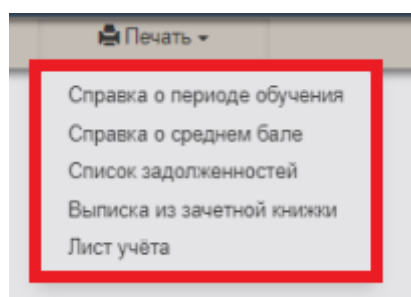 Печать
Справка о периоде обучения
Справка о среднем бале
Список задолженностей
Выписка из зачетной книжки
Лист учёта